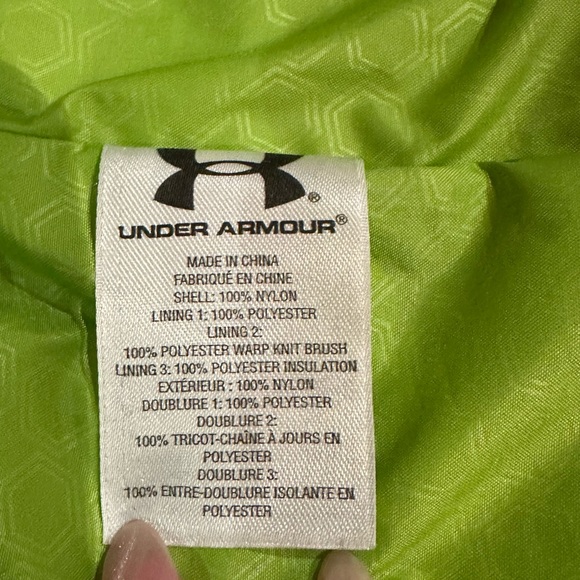 ®
UNDER ARMOUR®
MADE IN CHINA
FABRIQUÉ EN CHINE
SHELL: 100% NYLON
LINING 1: 100% POLYESTER
LINING 2:
100% POLYESTER WARP KNIT BRUSH
LINING 3: 100% POLYESTER INSULATION
EXTÉRIEUR : 100% NYLON
DOUBLURE 1: 100% POLYESTER
DOUBLURE 2:
100% TRICOT-CHAÎNE À JOURS EN
POLYESTER
DOUBLURE 3:
100% ENTRE-DOUBLURE ISOLANTE EN
POLYESTER